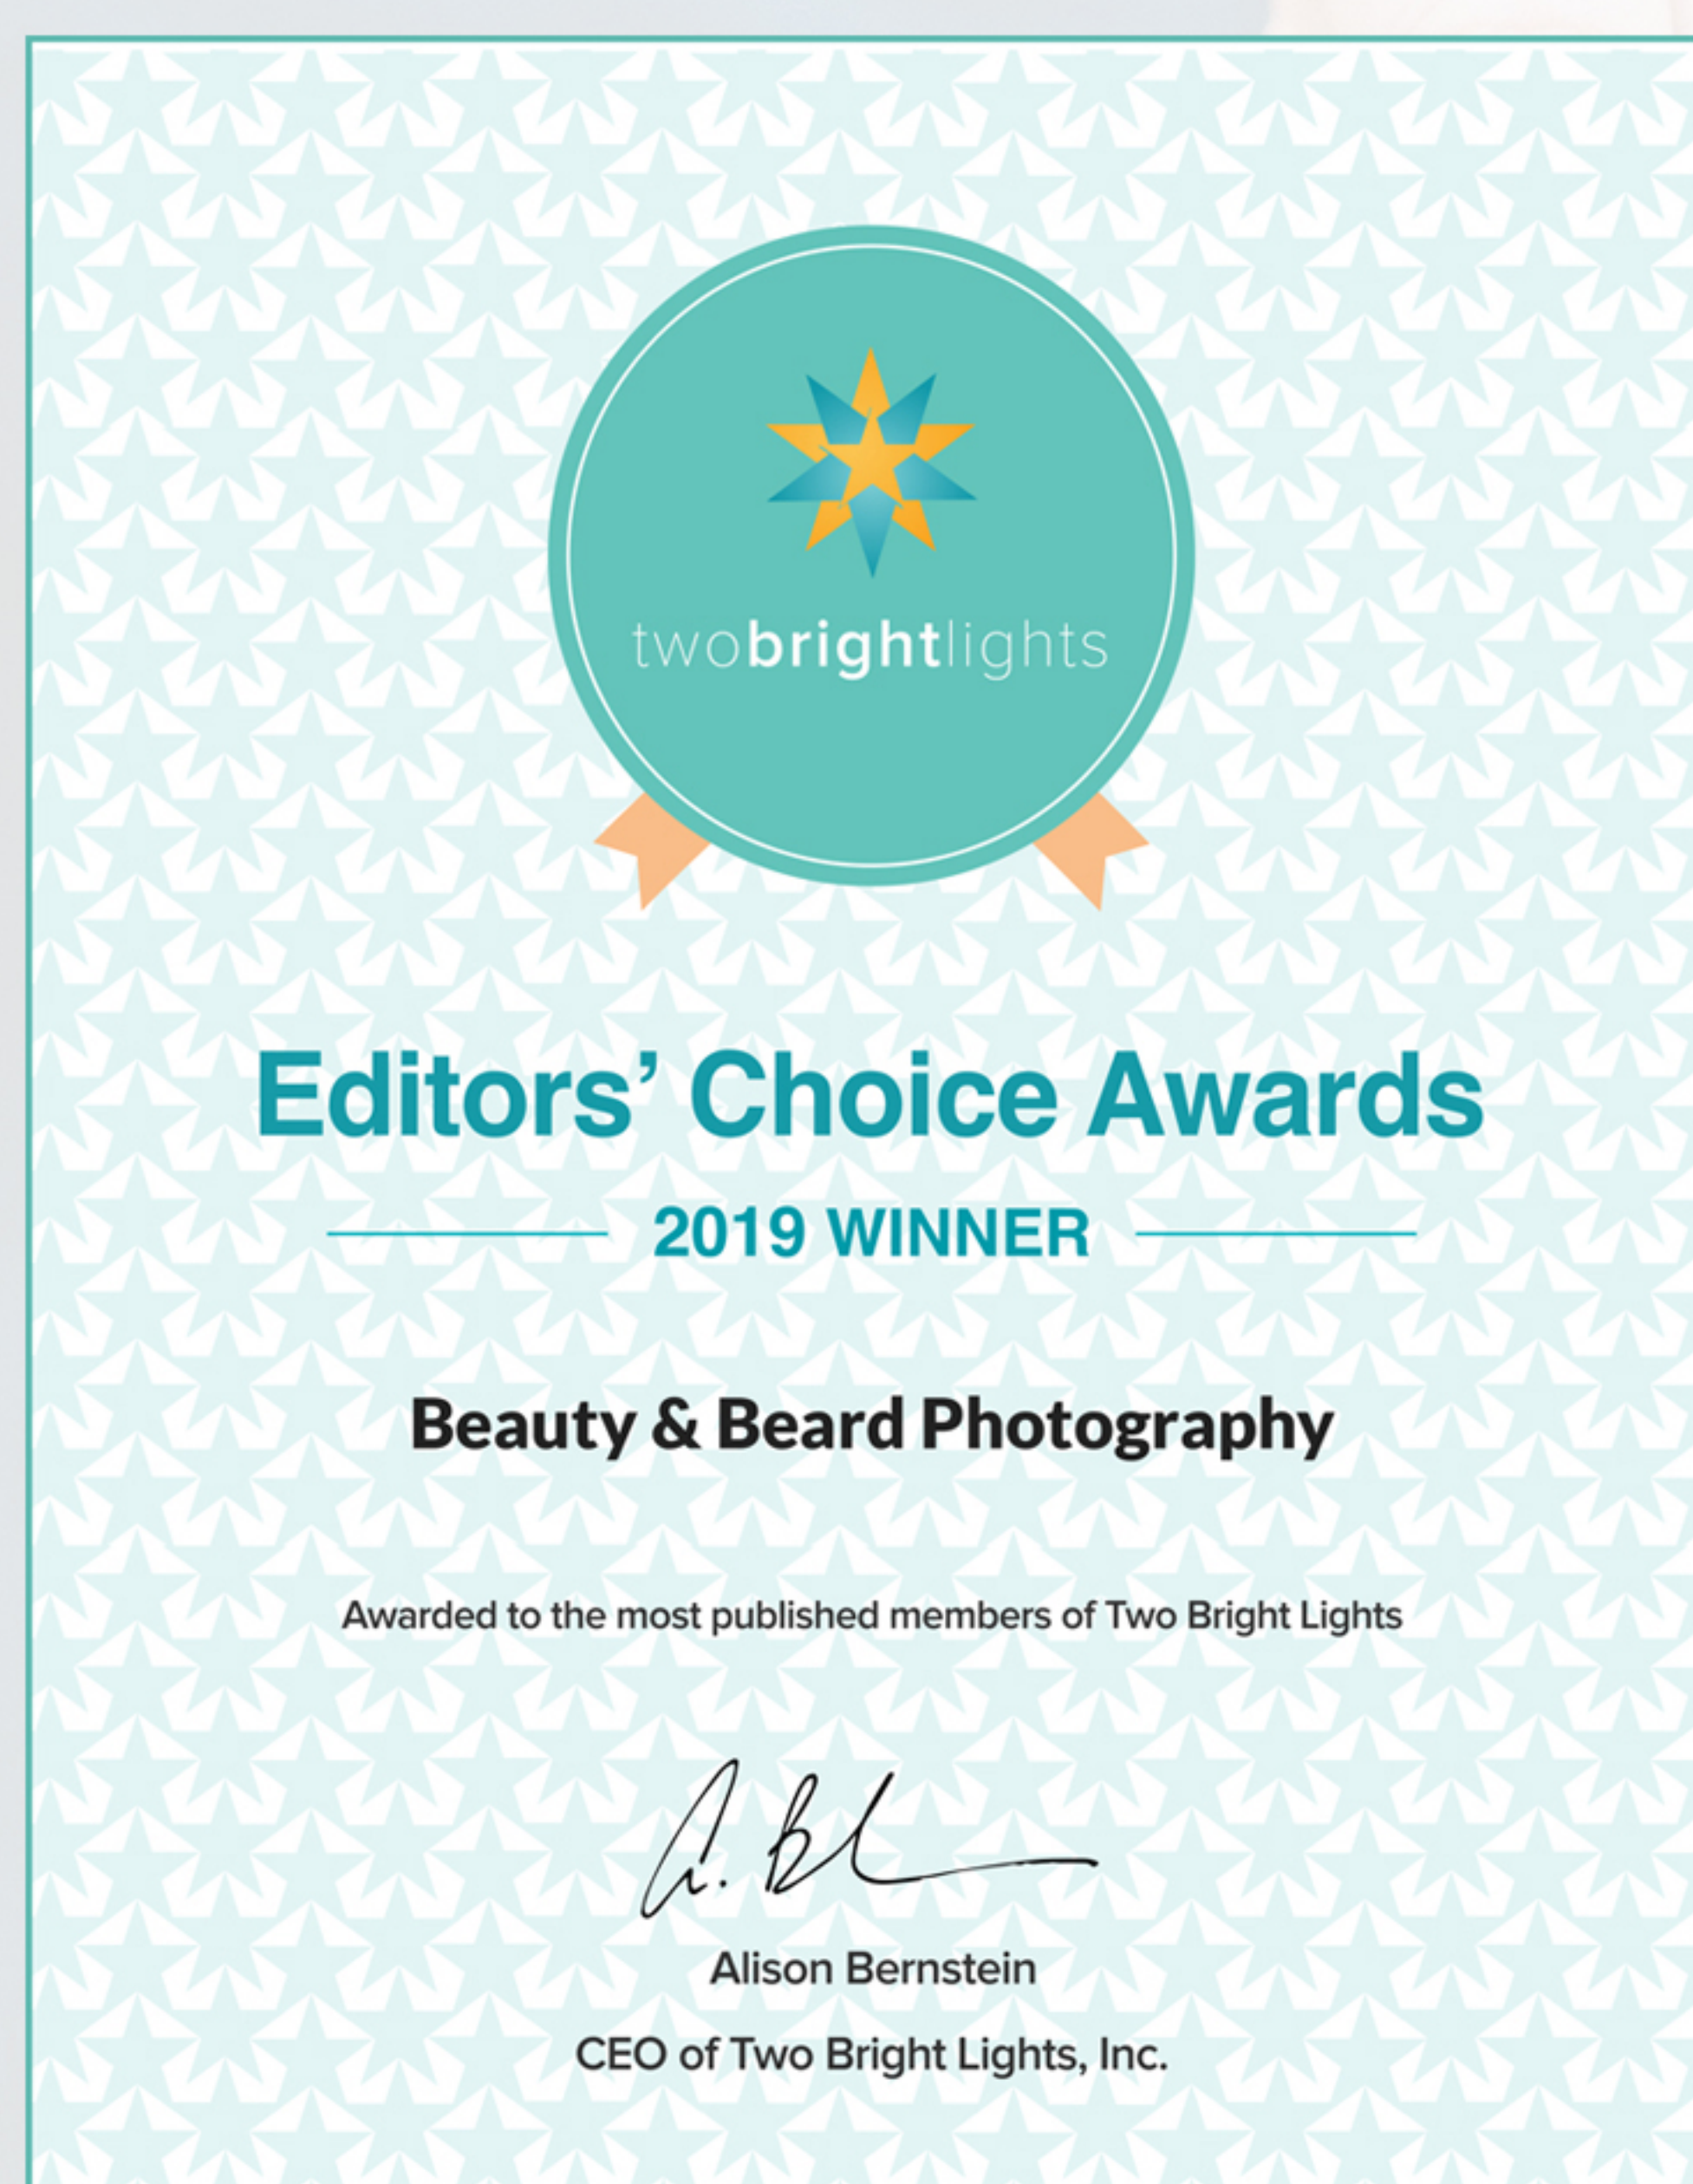 twobrightlights
Editors’ Choice Awards
2019 WINNER
Beauty & Beard Photography
Awarded to the most published members of Two Bright Lights
A. B
Alison Bernstein
CEO of Two Bright Lights, Inc.